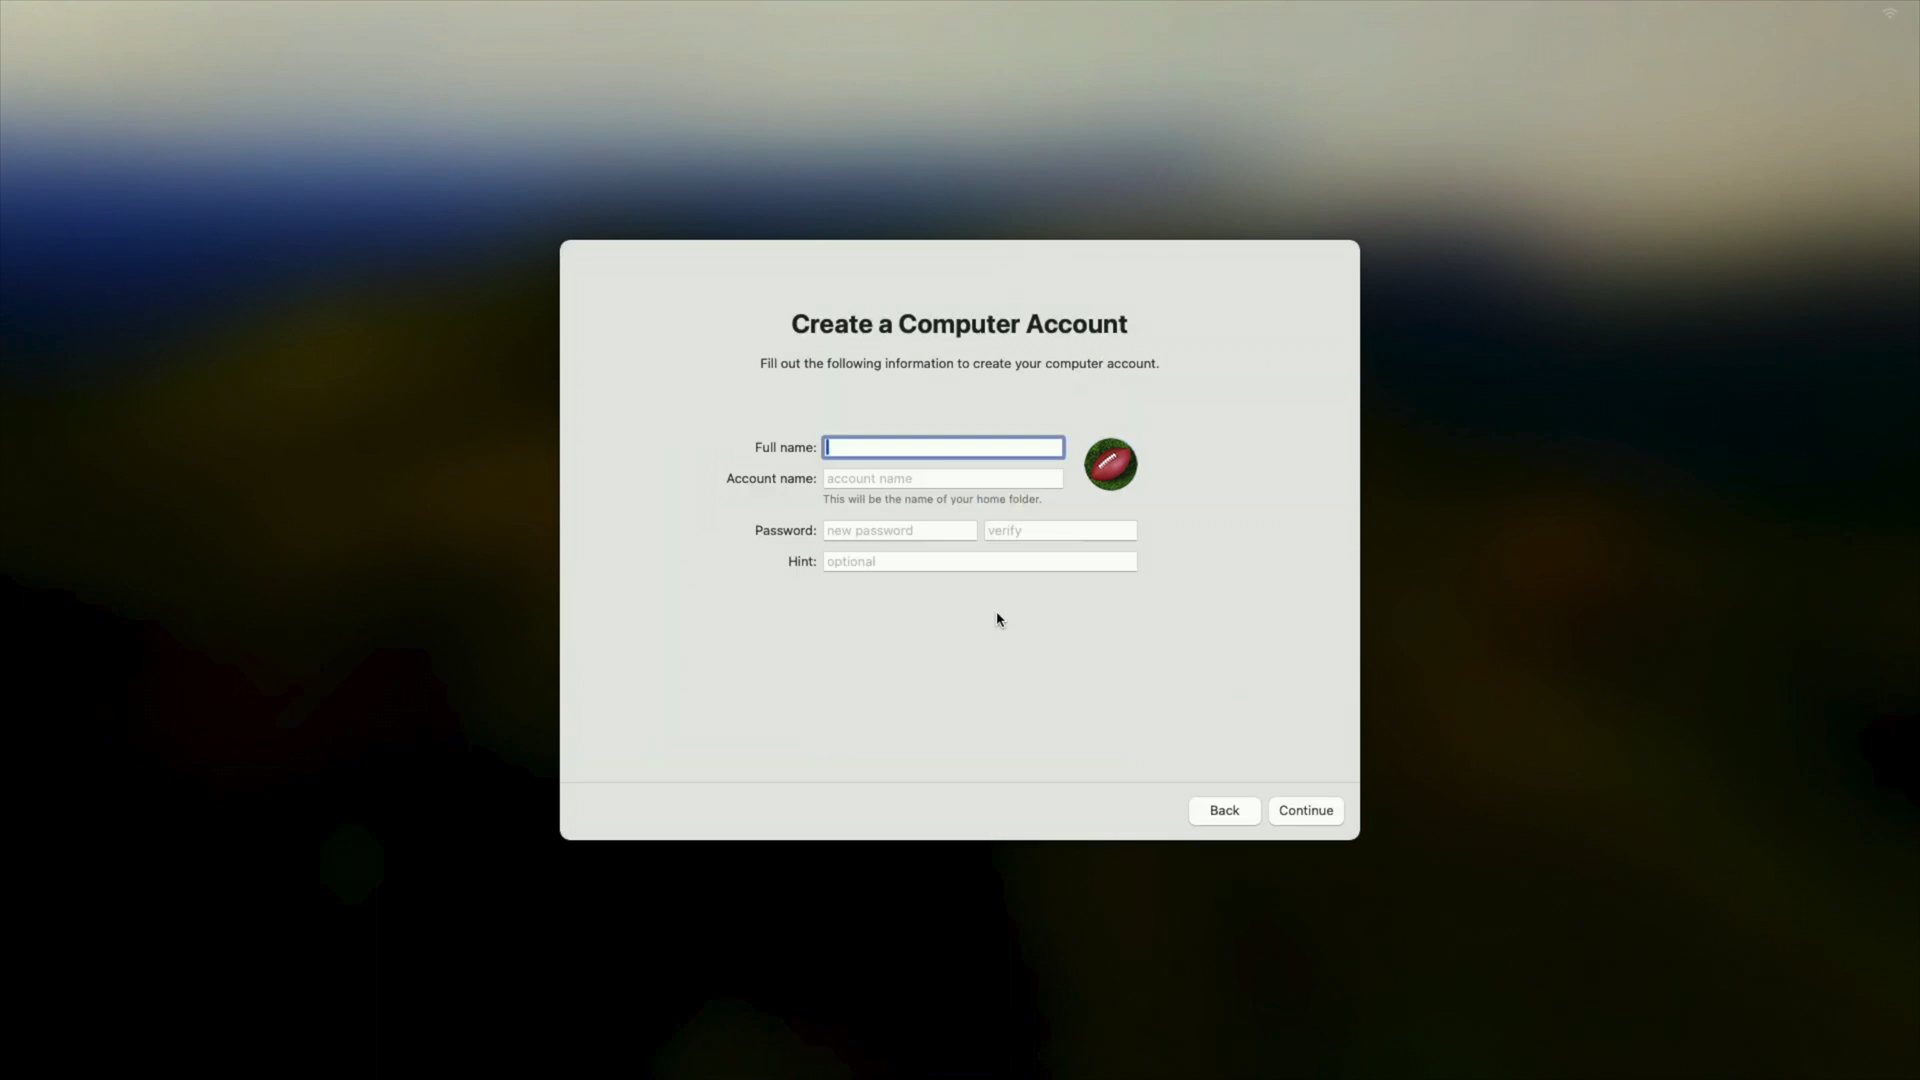 Create a Computer Account
Fill out the following information to create your computer account.
Full name:
Account name: account name
This will be the name of your home folder.
Password: new password verify
Hint: optional
Back Continue